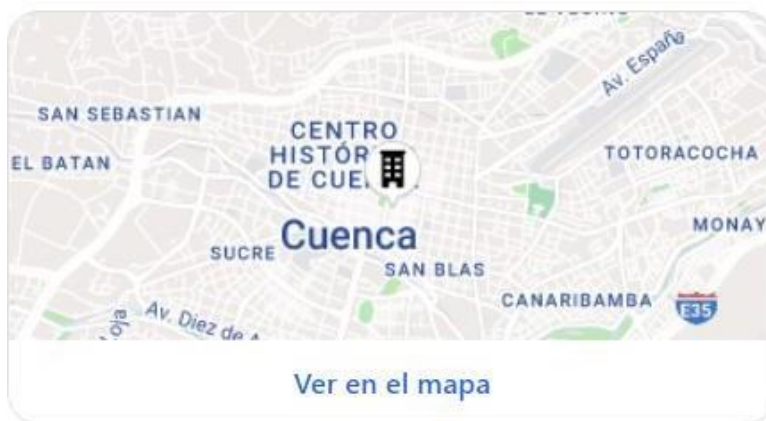 Av. España
SAN SEBASTIAN
CENTRO
HISTÓR
DE CUE
EL BATAN
TOTORACOCHA
MONAY
Cuenca
SUCRE
SAN BLAS
CANARIBAMBA
E35
Av. Diez de
Loja
Ver en el mapa